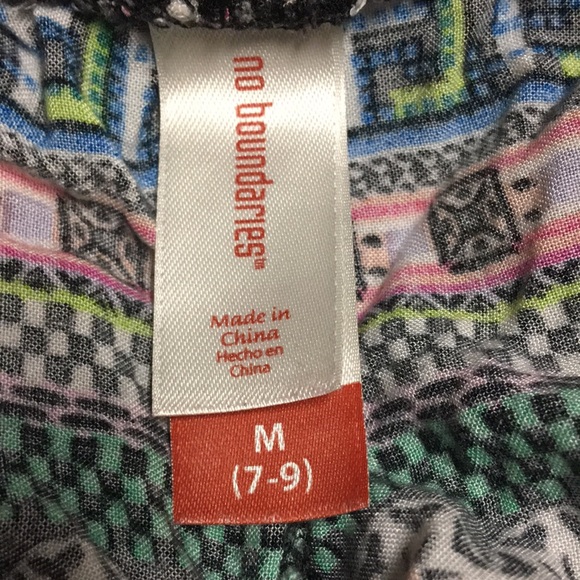 no boundaries™
Made in
China
Hecho en
China
M
(7-9)